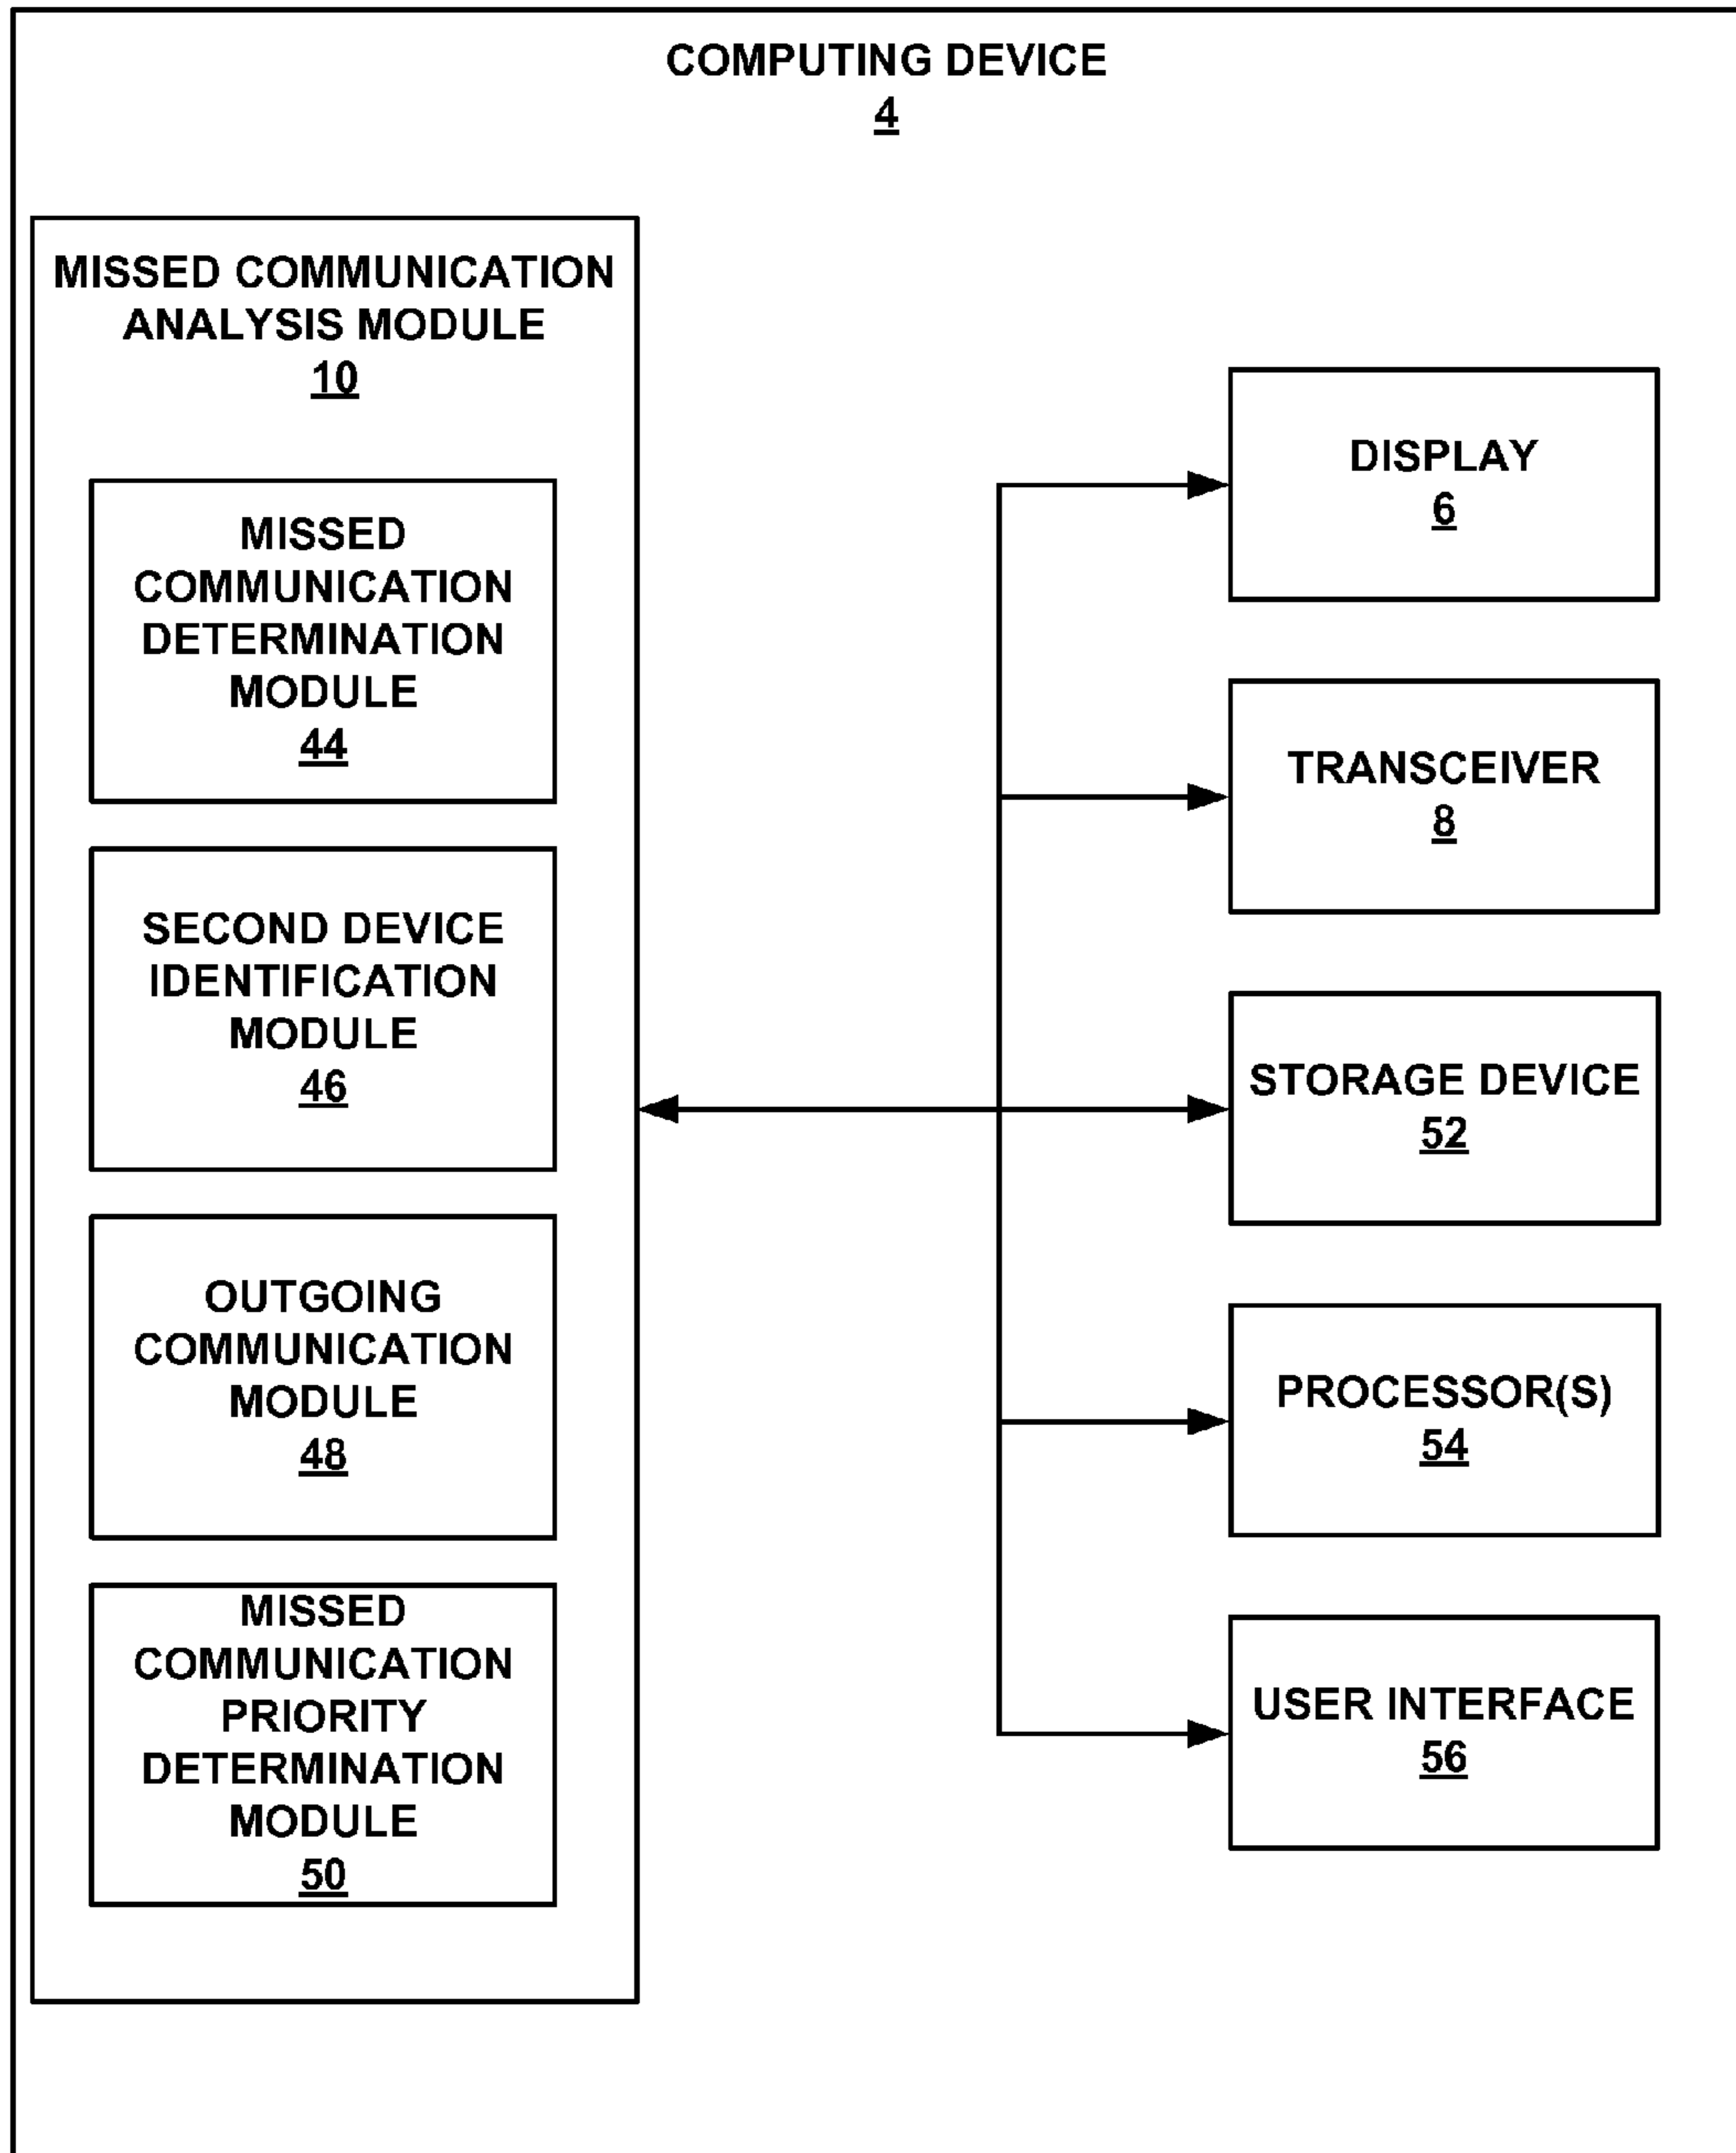 COMPUTING DEVICE
4
MISSED COMMUNICATION
ANALYSIS MODULE
10
MISSED
COMMUNICATION
DETERMINATION
MODULE
44
SECOND DEVICE
IDENTIFICATION
MODULE
46
OUTGOING
COMMUNICATION
MODULE
48
MISSED
COMMUNICATION
PRIORITY
DETERMINATION
MODULE
50
DISPLAY
6
TRANSCEIVER
8
STORAGE DEVICE
52
PROCESSOR(S)
54
USER INTERFACE
56